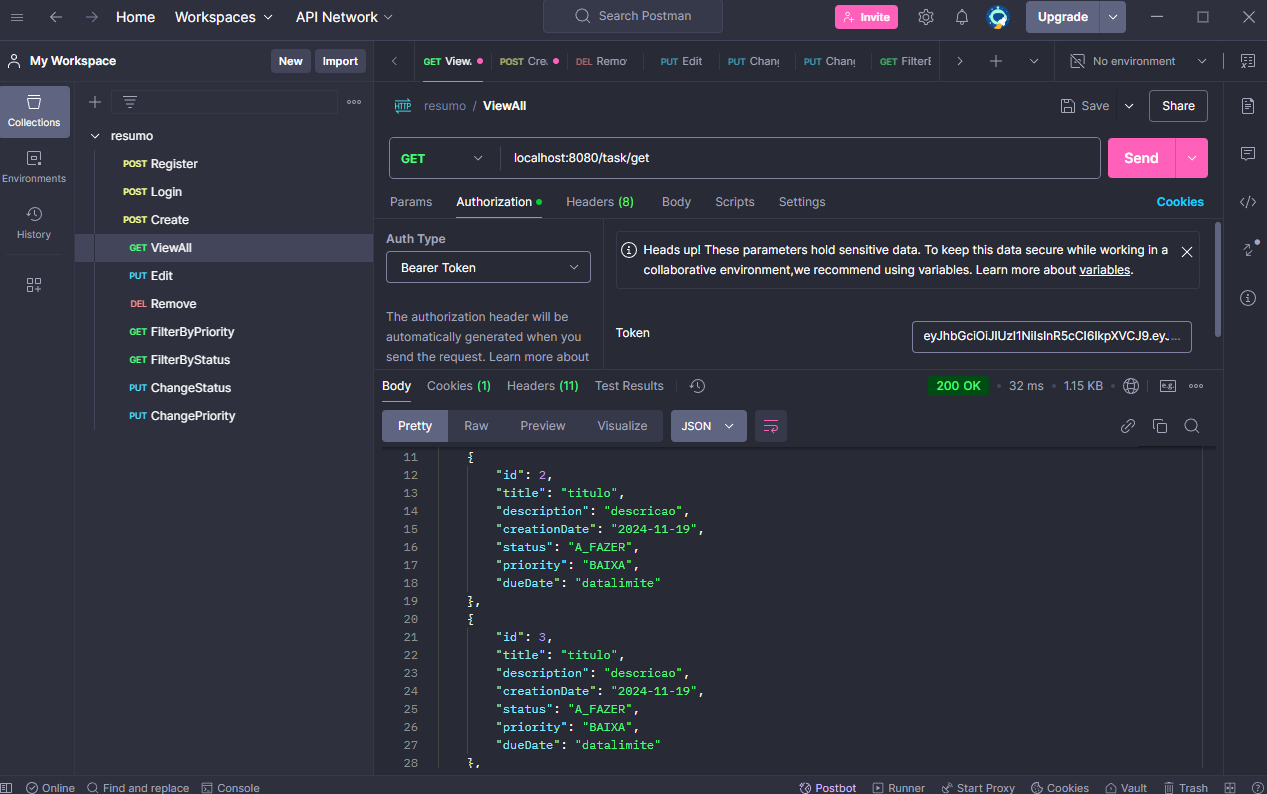 Home Workspaces API Network Search Postman Invite Upgrade
My Workspace New Import
GET View. POST Cre. DEL Remo PUT Edit PUT Chang PUT Chang GET FilterE No environment
Collections
Environments
History
resumo
POST Register
POST Login
POST Create
GET ViewAll
PUT Edit
DEL Remove
GET FilterByPriority
GET FilterByStatus
PUT ChangeStatus
PUT ChangePriority
HTTP resumo / ViewAll Save Share
GET localhost:8080/task/get Send
Params Authorization Headers (8) Body Scripts Settings Cookies
Auth Type
Bearer Token
The authorization header will be
automatically generated when you
send the request. Learn more about
Heads up! These parameters hold sensitive data. To keep this data secure while working in a
collaborative environment,we recommend using variables. Learn more about variables.
Token
Body Cookies (1) Headers (11) Test Results 200 OK • 32 ms • 1.15 KB • e.g.
Pretty Raw Preview Visualize JSON
11 {
12 "id": 2,
13 "title": "titulo",
14 "description": "descricao",
15 "creationDate": "2024-11-19",
16 "status": "A_FAZER",
17 "priority": "BAIXA",
18 "dueDate": "datalimite"
19 },
20 {
21 "id": 3,
22 "title": "titulo",
23 "description": "descricao",
24 "creationDate": "2024-11-19",
25 "status": "A_FAZER",
26 "priority": "BAIXA",
27 "dueDate": "datalimite"
28 },
Online Find and replace Console Postbot Runner Start Proxy Cookies Vault Trash